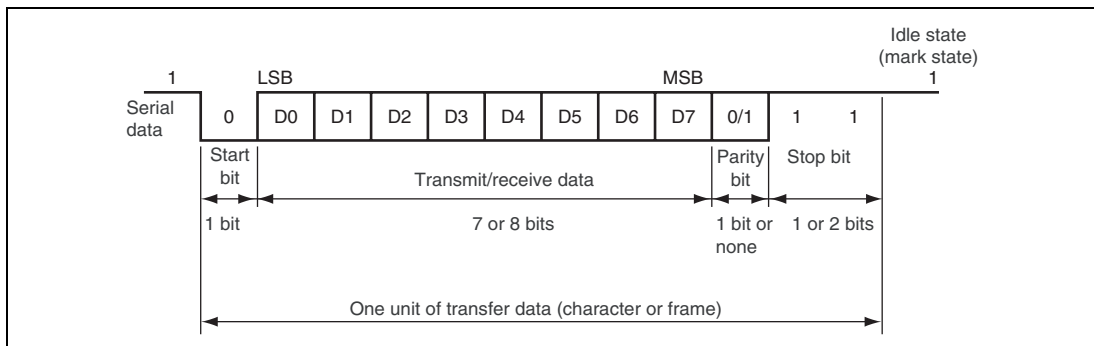 Idle state
(mark state)
1 LSB MSB 1
Serial
data
0 D0 D1 D2 D3 D4 D5 D6 D7 0/1 1 1
Start
bit
Transmit/receive data
Parity
bit
Stop bit
1 bit
7 or 8 bits
1 bit or
none
1 or 2 bits
One unit of transfer data (character or frame)